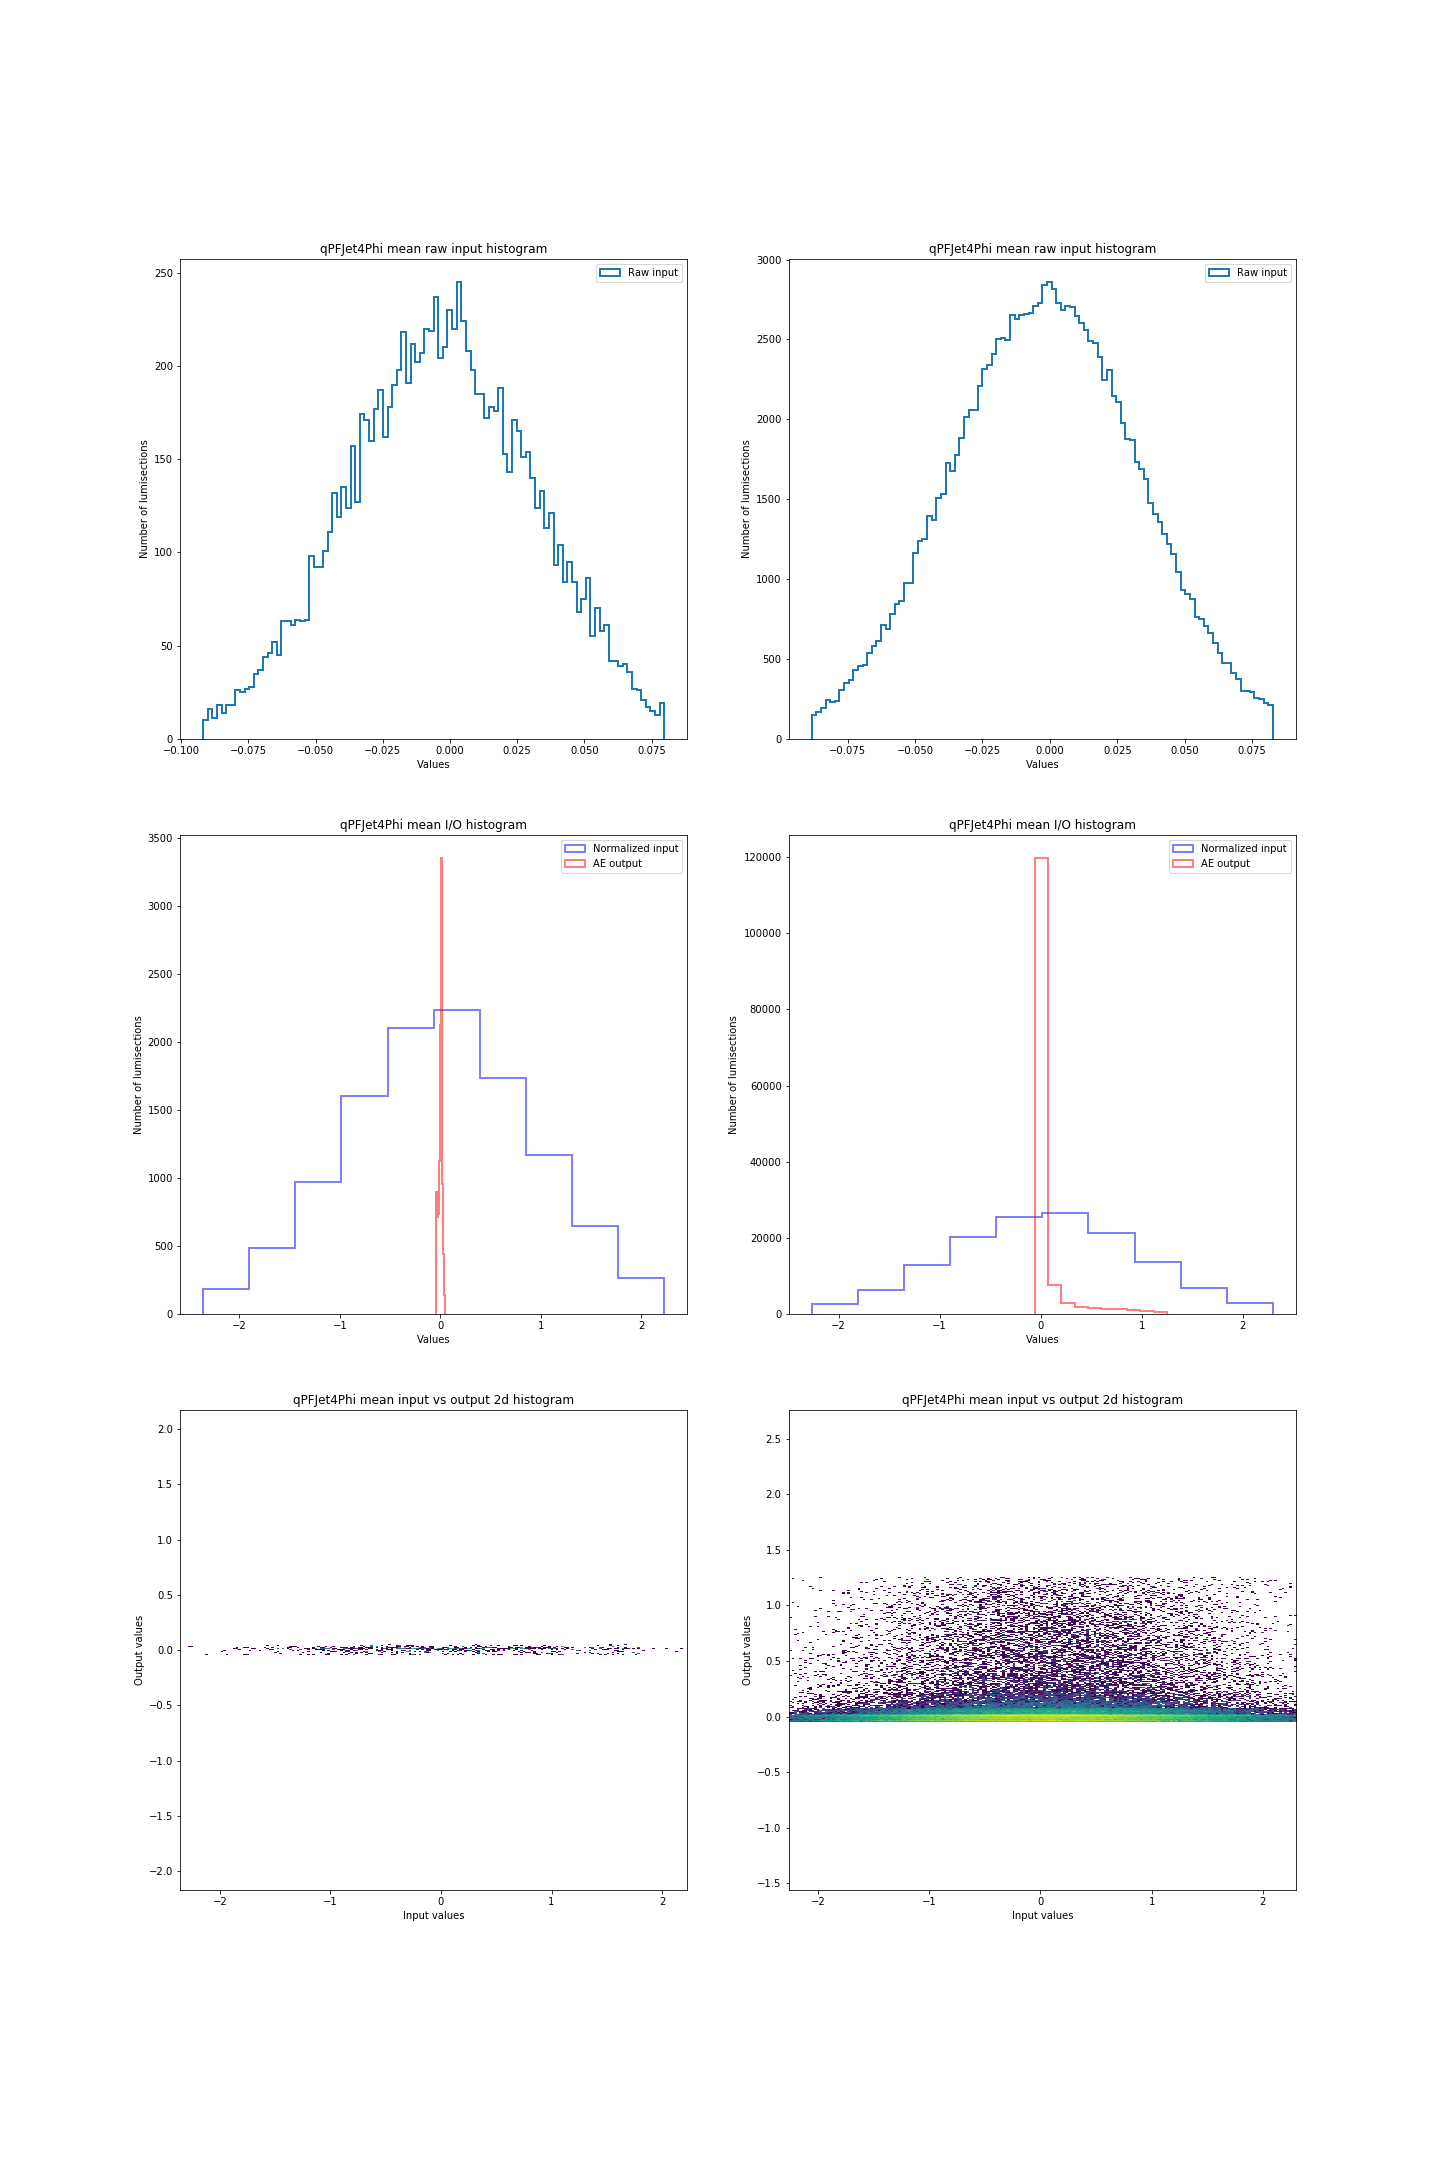 qPFJet4Phi mean raw input histogram
Raw input
Number of lumisections
250
200
150
100
50
0
−0.100 −0.075 −0.050 −0.025 0.000 0.025 0.050 0.075
Values
qPFJet4Phi mean raw input histogram
Raw input
Number of lumisections
3000
2500
2000
1500
1000
500
0
−0.075 −0.050 −0.025 0.000 0.025 0.050 0.075
Values
qPFJet4Phi mean I/O histogram
Normalized input
AE output
Number of lumisections
3500
3000
2500
2000
1500
1000
500
0
−2 −1 0 1 2
Values
qPFJet4Phi mean I/O histogram
Normalized input
AE output
Number of lumisections
120000
100000
80000
60000
40000
20000
0
−2 −1 0 1 2
Values
qPFJet4Phi mean input vs output 2d histogram
Output values
2.0
1.5
1.0
0.5
0.0
−0.5
−1.0
−1.5
−2.0
−2 −1 0 1 2
Input values
qPFJet4Phi mean input vs output 2d histogram
Output values
2.5
2.0
1.5
1.0
0.5
0.0
−0.5
−1.0
−1.5
−2 −1 0 1 2
Input values